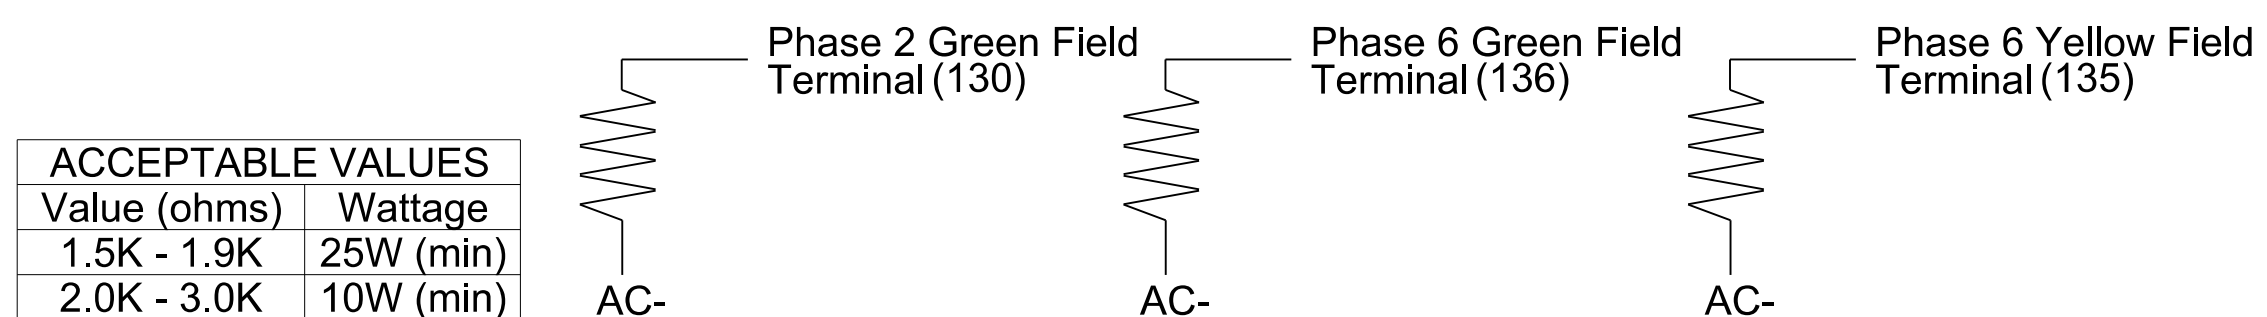 Phase 2 Green Field
Terminal (130)
Phase 6 Green Field
Terminal (136)
Phase 6 Yellow Field
Terminal (135)
ACCEPTABLE VALUES
Value (ohms) Wattage
1.5K - 1.9K 25W (min)
2.0K - 3.0K 10W (min)
AC-
AC-
AC-